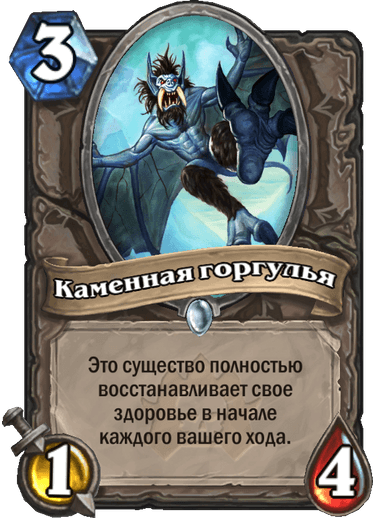 3
Каменная горгулья
Это существо полностью
восстанавливает свое
здоровье в начале
каждого вашего хода.
1
4